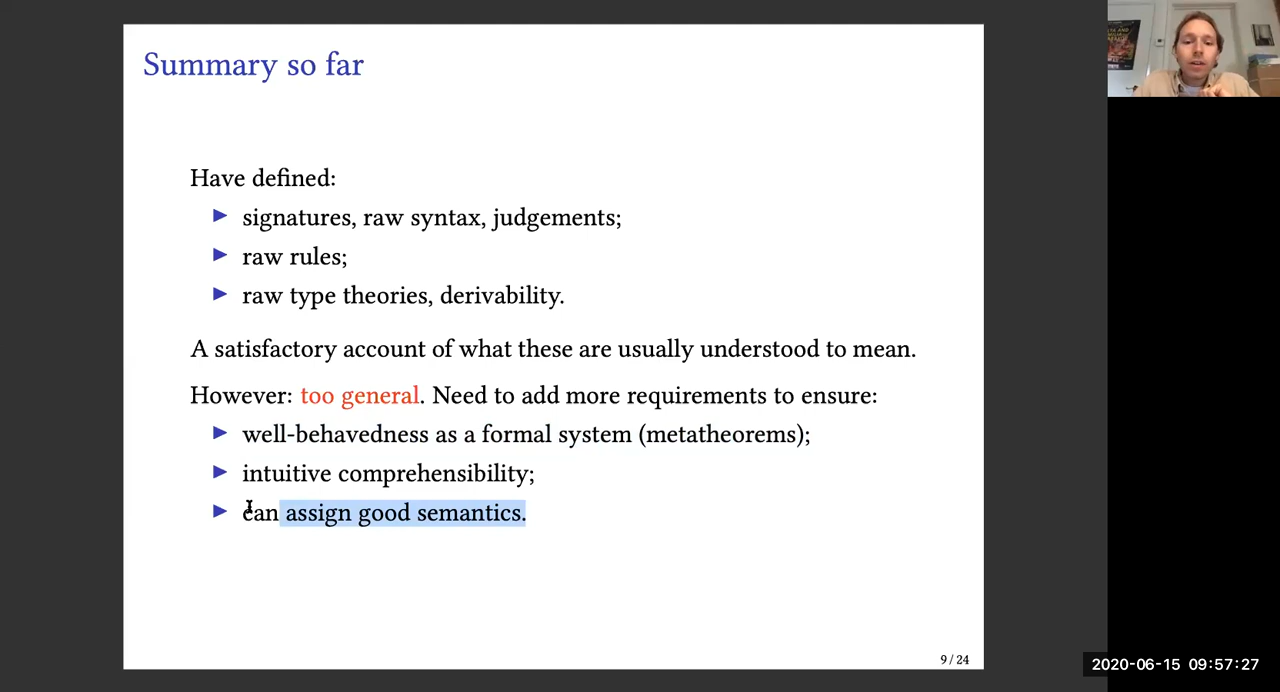 Summary so far
Have defined:
▶ signatures, raw syntax, judgements;
▶ raw rules;
▶ raw type theories, derivability.
A satisfactory account of what these are usually understood to mean.
However: too general. Need to add more requirements to ensure:
▶ well-behavedness as a formal system (metatheorems);
▶ intuitive comprehensibility;
▶ can assign good semantics.
9 / 24
2020-06-15 09:57:27